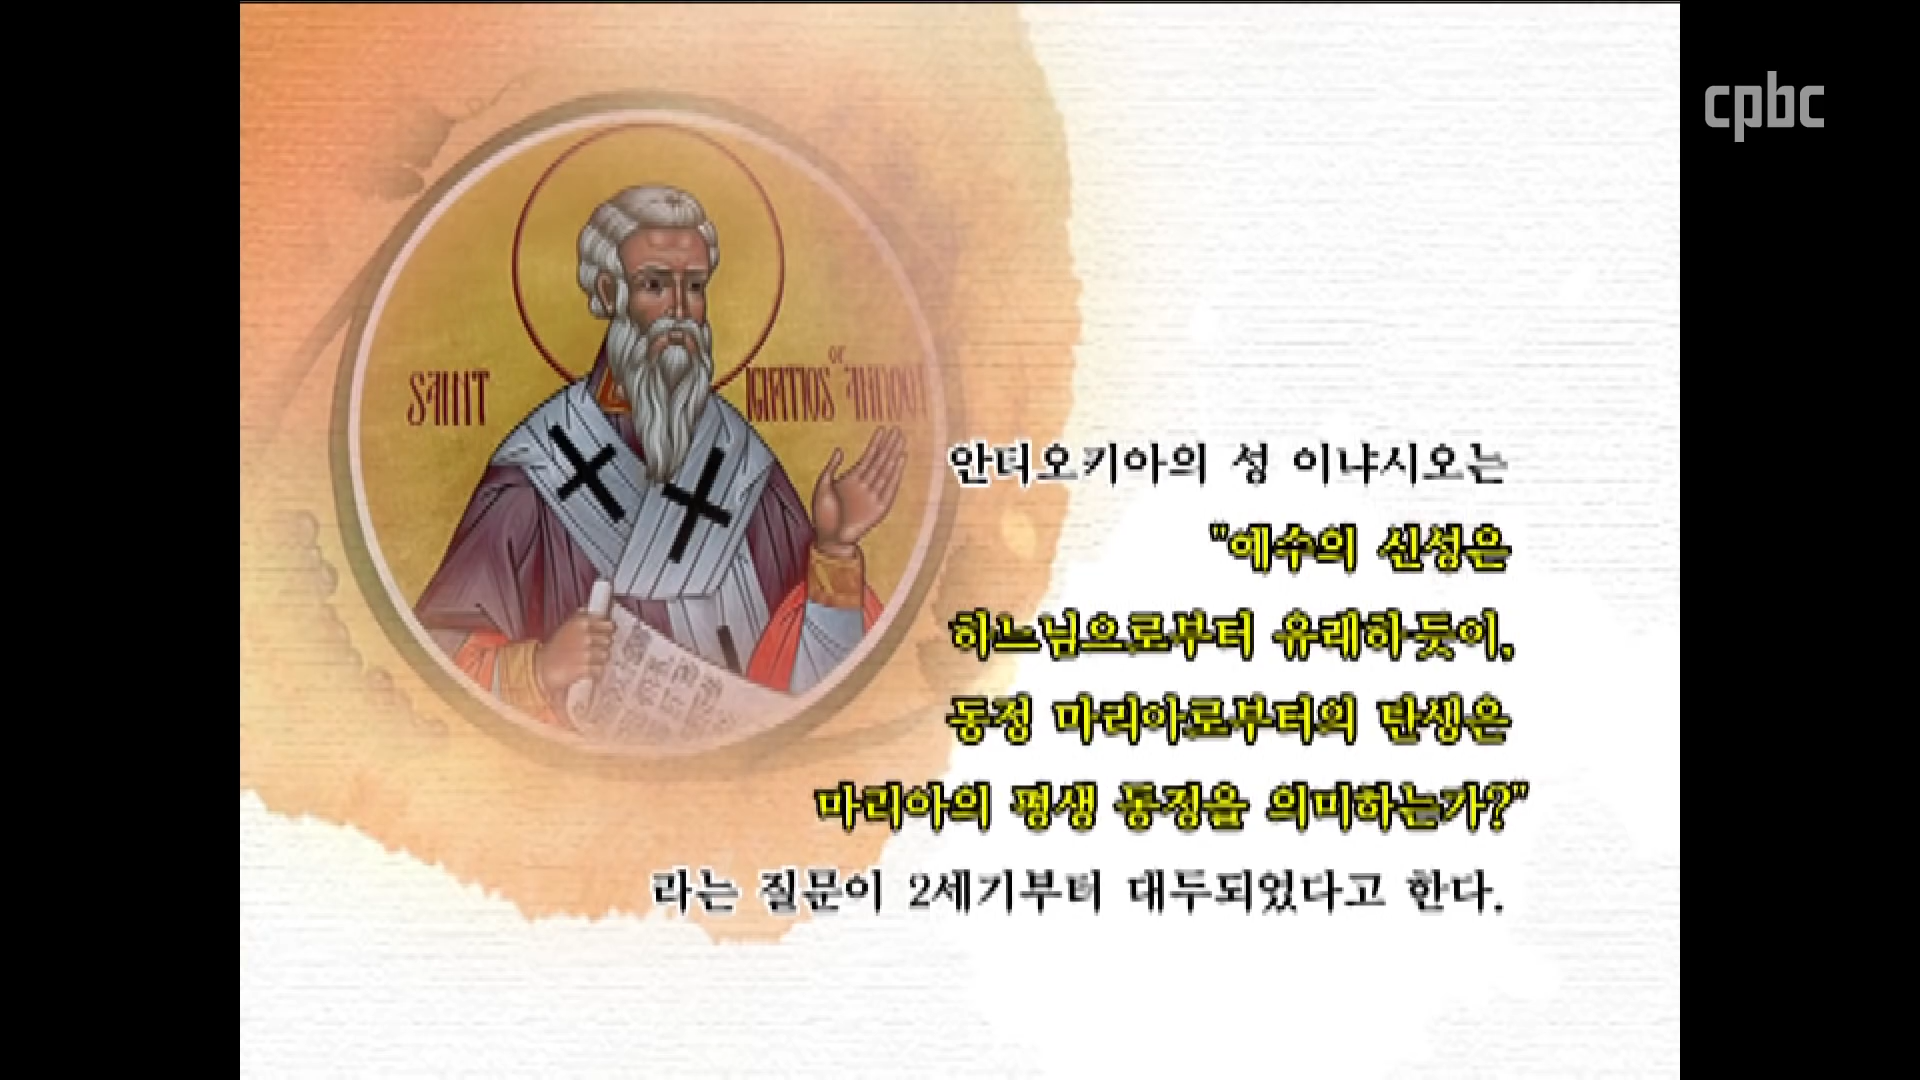 cpbc
SAINT
IGNATIOS
OF
안티오키아의 성 이냐시오는
"예수의 신성은
하느님으로부터 유래하듯이,
동정 마리아로부터의 탄생은
마리아의 평생 동정을 의미하는가?"
라는 질문이 2세기부터 대두되었다고 한다.